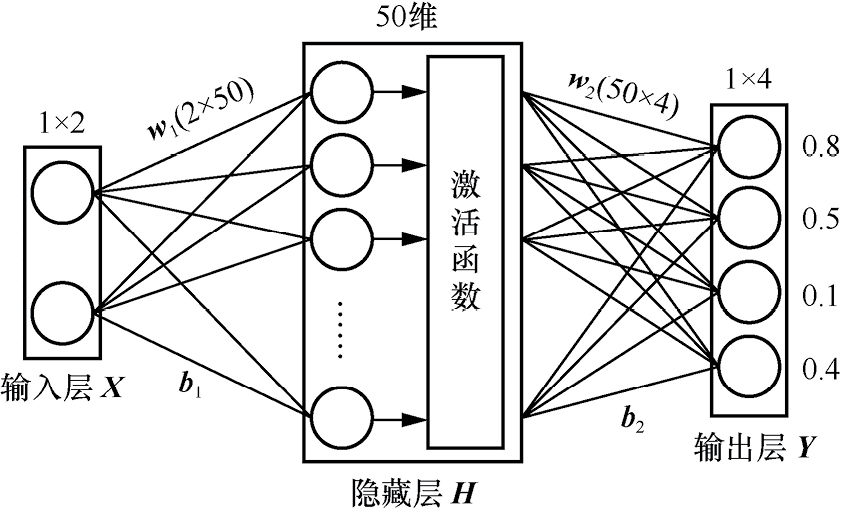 50维
w₁(2×50)
w₂(50×4)
1×4
1×2
0.8
激活函数
0.5
0.1
······
0.4
输入层 X
b₁
b₂
输出层 Y
隐藏层 H